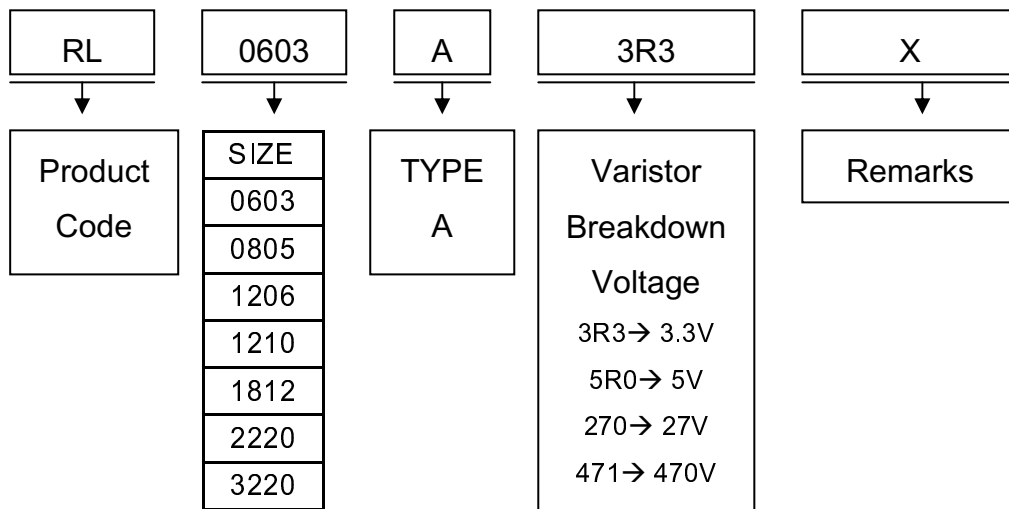 RL 0603 A 3R3 X
Product
Code
SIZE
0603
0805
1206
1210
1812
2220
3220
TYPE
A
Varistor
Breakdown
Voltage
3R3→ 3.3V
5R0→ 5V
270→ 27V
471→ 470V
Remarks